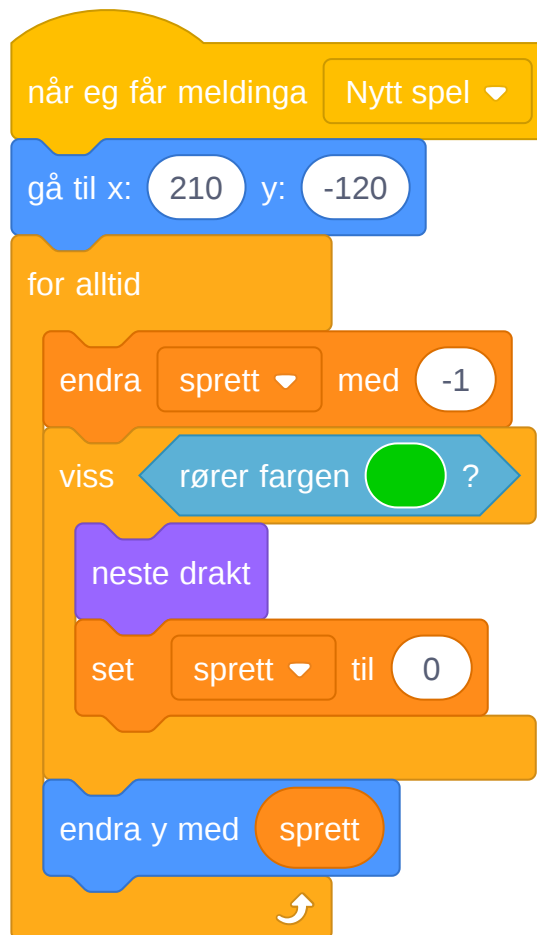 når eg får meldinga Nytt spel
gå til x: 210 y: -120
for alltid
endra sprett med -1
viss rører fargen ?
neste drakt
set sprett til 0
endra y med sprett